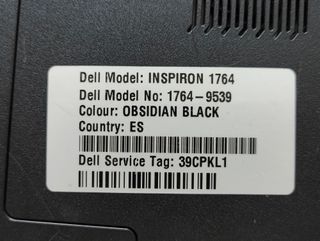 Dell Model: INSPIRON 1764
Dell Model No: 1764-9539
Colour: OBSIDIAN BLACK
Country: ES
Dell Service Tag: 39CPKL1